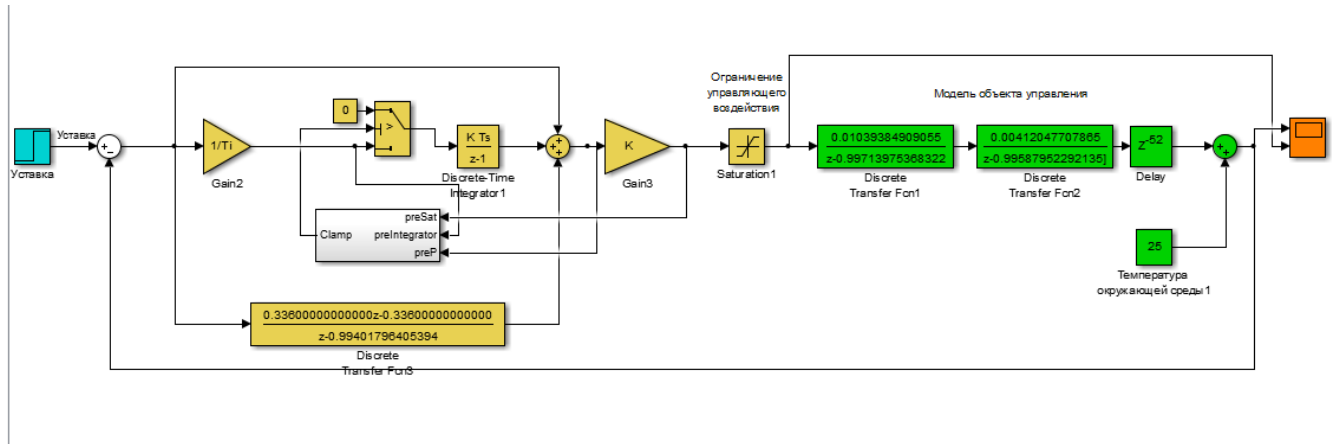 Ограничение
управляющего
воздействия
Модель объекта управления
0
Уставка
Уставка
1/Ti
Gain2
>
K Ts
z-1
Discrete-Time
Integrator1
K
Gain3
Saturation1
0.01039384909055
z-0.99713975368322
Discrete
Transfer Fcn1
0.00412047707865
z-0.99587952292135]
Discrete
Transfer Fcn2
z-52
Delay
Clamp
preSat
preIntegrator
preP
25
Температура
окружающей среды1
0.33600000000000z-0.33600000000000
z-0.99401796405394
Discrete
Transfer Fcn3